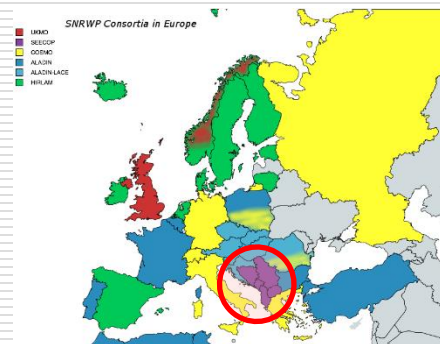 SNRWP Consortia in Europe
UKMO
SEECOP
COSMO
ALADIN
ALADIN-LACE
HIRLAM